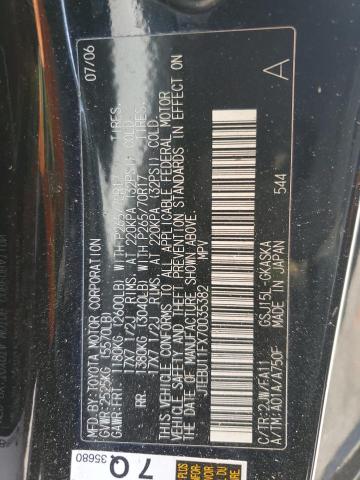 07/06
MFD. BY: TOYOTA MOTOR CORPORATION
GVWR 2525KG (5570LB)
GAWR:FRT. 1180KG (2600LB) WITH P265/70R17 TIRES,
17X7 1/2J RIMS, AT 220KPA (32PSI) COLD.
RR. 1380KG (3040LB) WITH P265/70R17 TIRES,
17X7 1/2J RIMS, AT 220KPA (32PSI) COLD.
THIS VEHICLE CONFORMS TO ALL APPLICABLE FEDERAL MOTOR
VEHICLE SAFETY AND THEFT PREVENTION STANDARDS IN EFFECT ON
THE DATE OF MANUFACTURE SHOWN ABOVE.
JTEBU11FX70035382
MPV
A
C/TR: 2JW/FA11
A/TM: A01A/A750F
GSJ15L-GKASKA
MADE IN JAPAN
544
35680
7Q